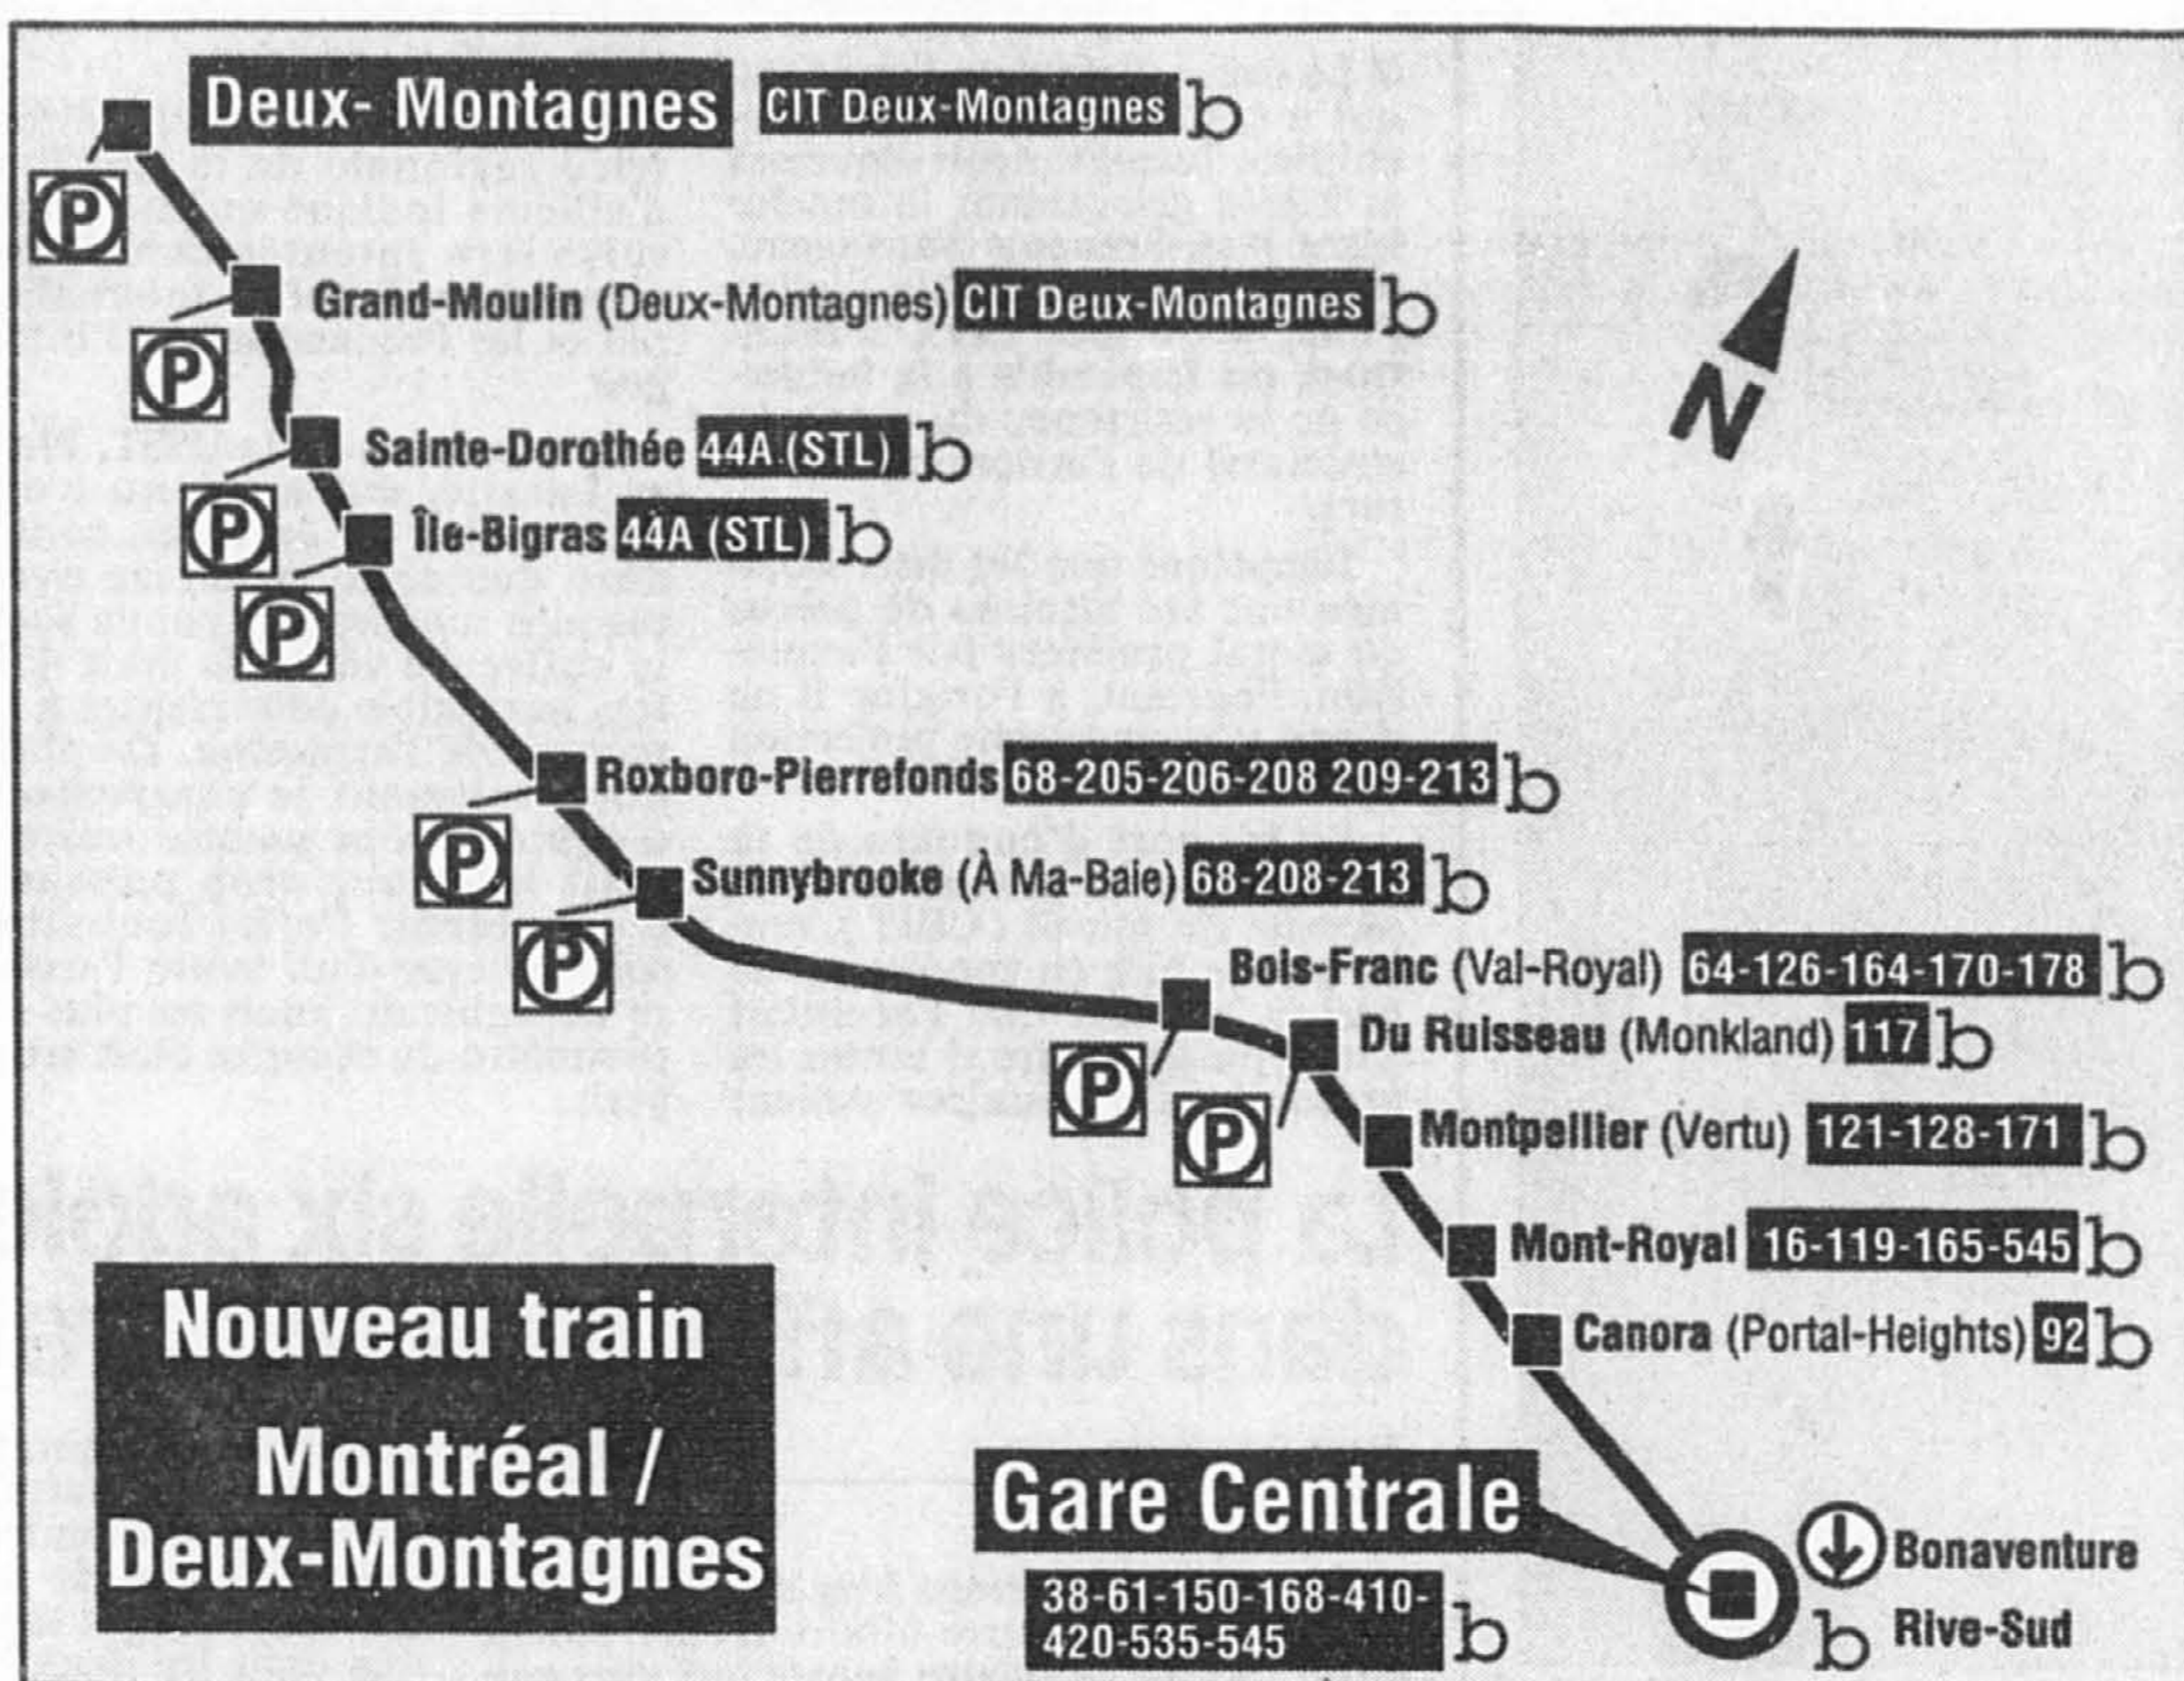 Deux- Montagnes CIT Deux-Montagnes b
P
Grand-Moulin (Deux-Montagnes) CIT Deux-Montagnes b
P
Sainte-Dorothée 44A (STL) b
P
Île-Bigras 44A (STL) b
P
N
Roxboro-Pierrefonds 68-205-206-208 209-213 b
P
Sunnybrooke (À Ma-Baie) 68-208-213 b
P
Bois-Franc (Val-Royal) 64-126-164-170-178 b
P
Du Ruisseau (Monkland) 117 b
P
Montpellier (Vertu) 121-128-171 b
Mont-Royal 16-119-165-545 b
Canora (Portal-Heights) 92 b
Nouveau train
Montréal /
Deux-Montagnes
Gare Centrale
38-61-150-168-410-
420-535-545 b
Bonaventure
b Rive-Sud